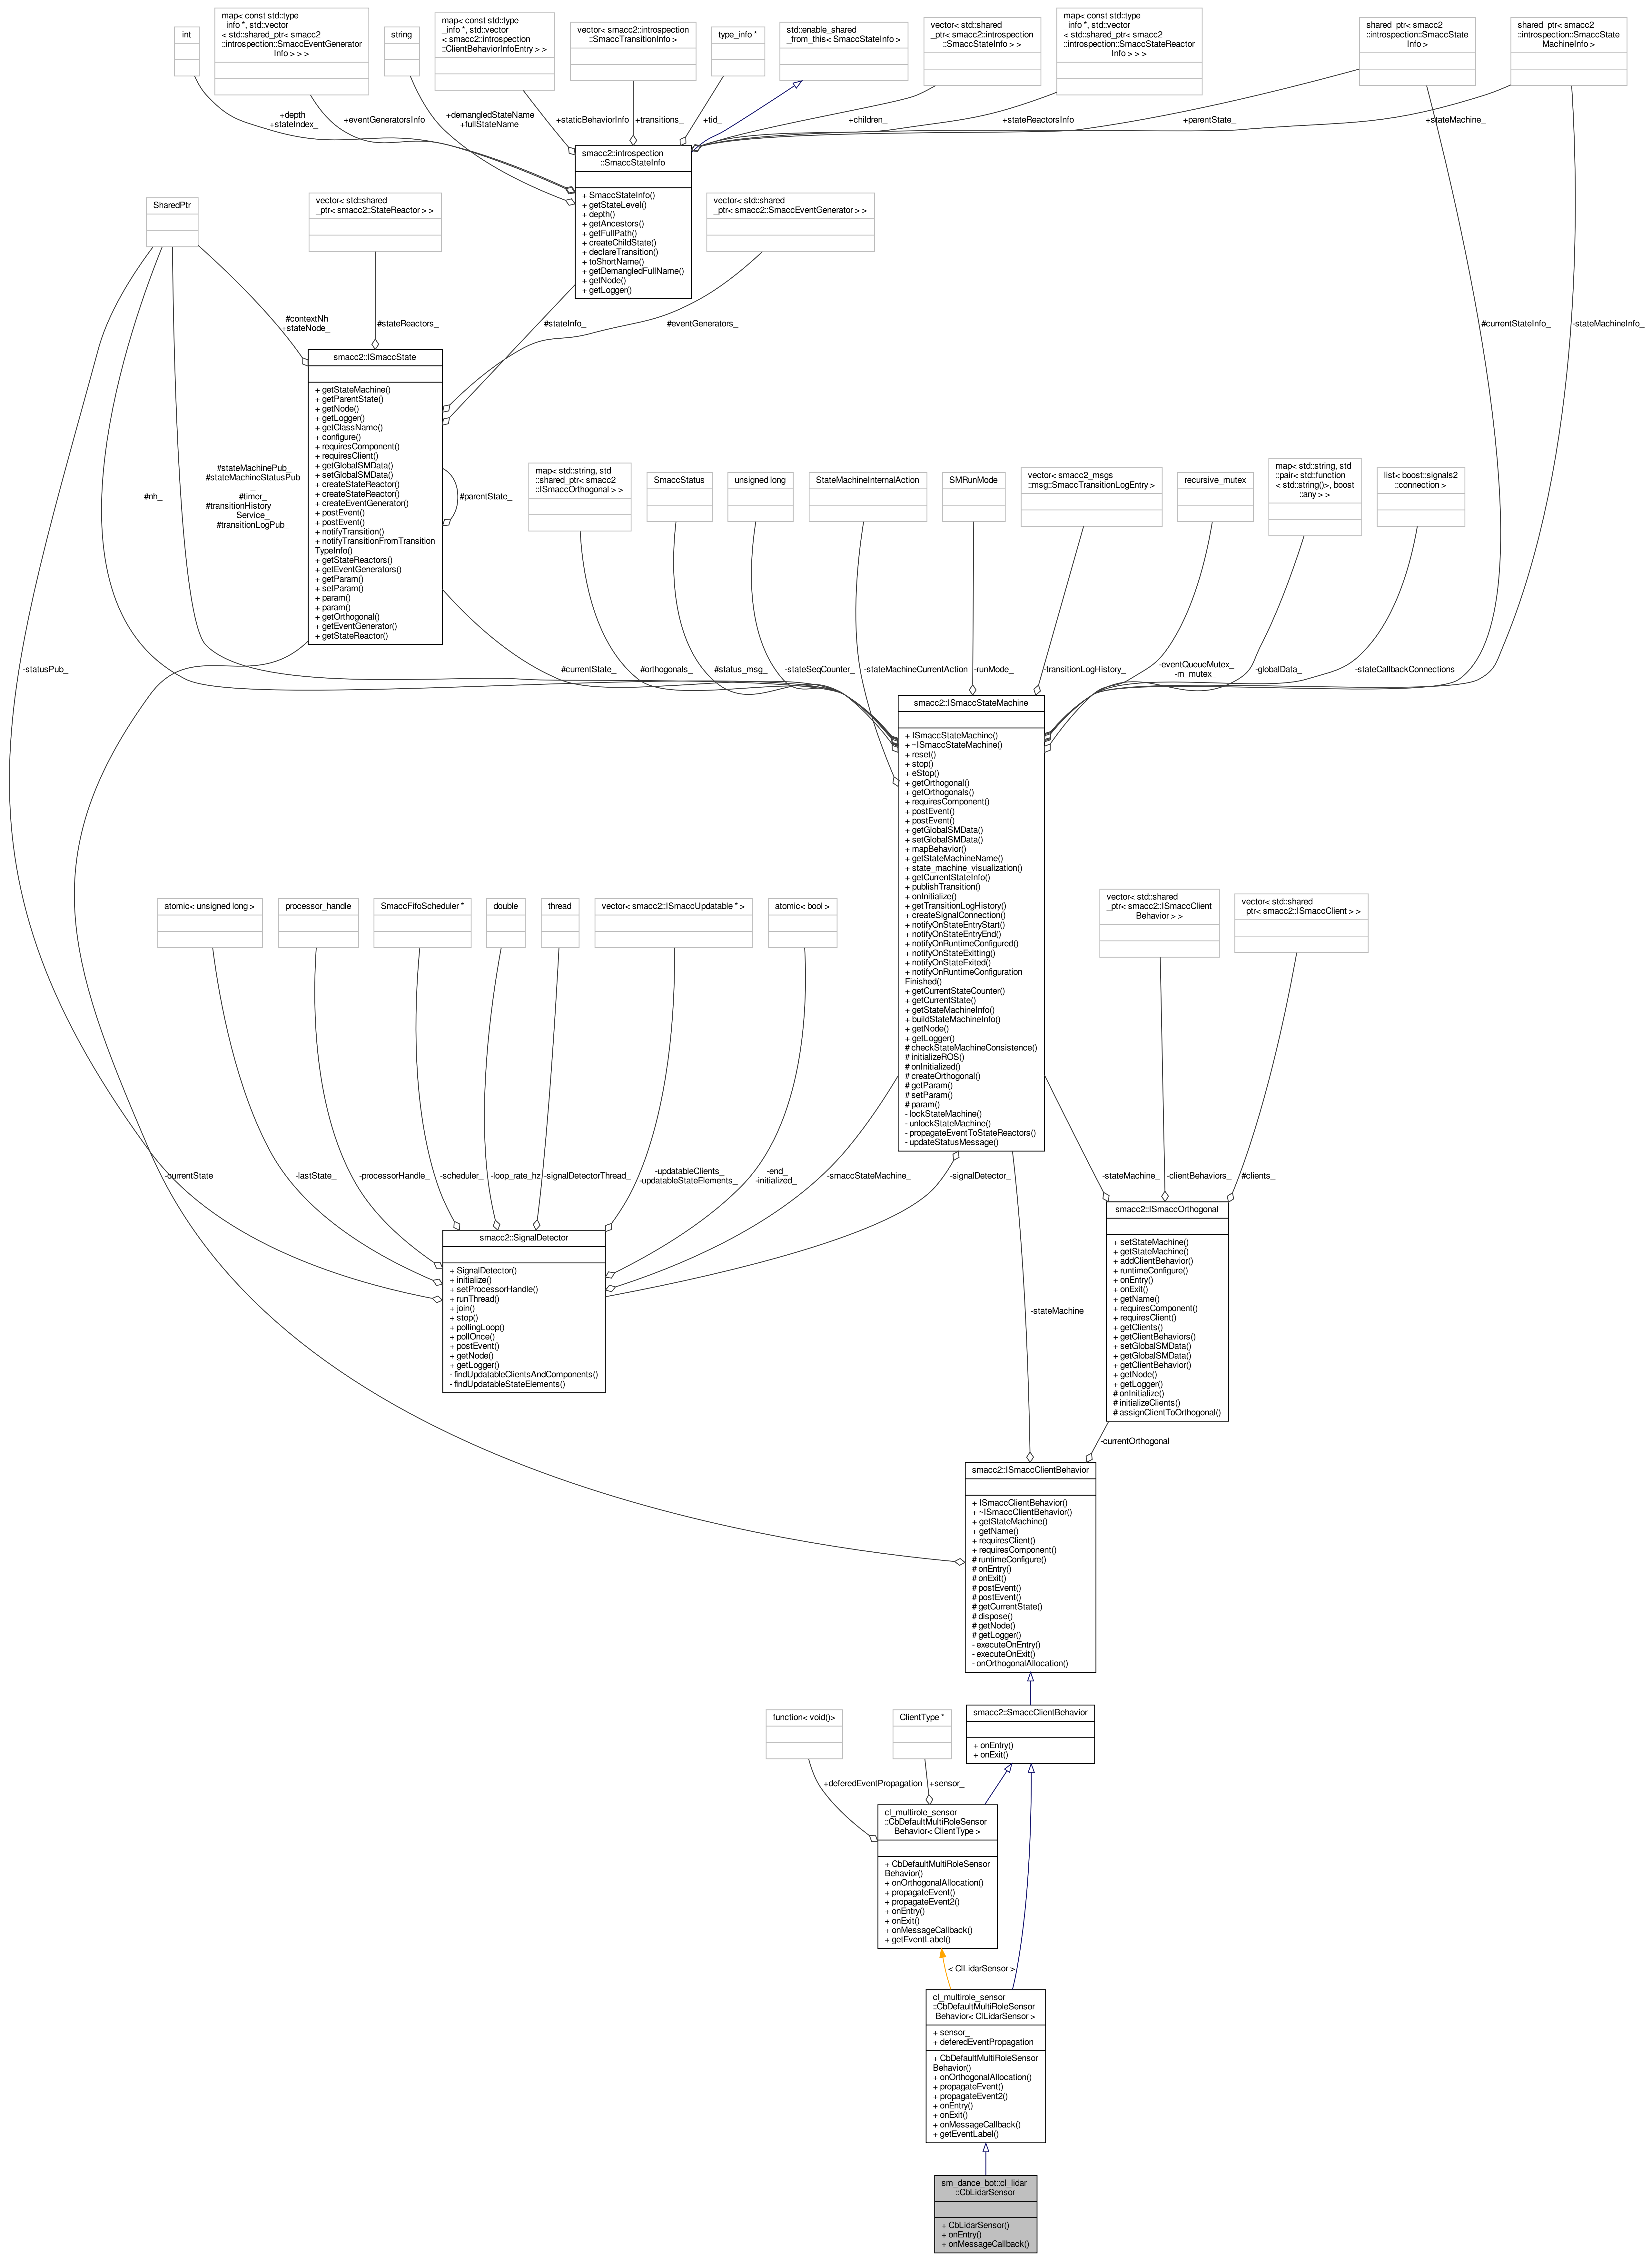 int
map< const std::type
_info *, std::vector
< std::shared_ptr< smacc2
::introspection::SmaccEventGenerator
Info > > >
string
map< const std::type
_info *, std::vector
< smacc2::introspection
::ClientBehaviorInfoEntry > >
vector< smacc2::introspection
::SmaccTransitionInfo >
type_info *
std::enable_shared
_from_this< SmaccStateInfo >
vector< std::shared
_ptr< smacc2::introspection
::SmaccStateInfo > >
map< const std::type
_info *, std::vector
< std::shared_ptr< smacc2
::introspection::SmaccStateReactor
Info > > >
shared_ptr< smacc2
::introspection::SmaccState
Info >
shared_ptr< smacc2
::introspection::SmaccState
MachineInfo >
+depth_
+stateIndex_
+eventGeneratorsInfo
+demangledStateName
+fullStateName
+staticBehaviorInfo
+transitions_
+tid_
+children_
+stateReactorsInfo
+parentState_
+stateMachine_
smacc2::introspection
::SmaccStateInfo
+ SmaccStateInfo()
+ getStateLevel()
+ depth()
+ getAncestors()
+ getFullPath()
+ createChildState()
+ declareTransition()
+ toShortName()
+ getDemangledFullName()
+ getNode()
+ getLogger()
SharedPtr
vector< std::shared
_ptr< smacc2::StateReactor > >
vector< std::shared
_ptr< smacc2::SmaccEventGenerator > >
#contextNh
+stateNode_
#stateReactors_
#stateInfo_
#eventGenerators_
#currentStateInfo_
-stateMachineInfo_
smacc2::ISmaccState
+ getStateMachine()
+ getParentState()
+ getNode()
+ getLogger()
+ getClassName()
+ configure()
+ requiresComponent()
+ requiresClient()
+ getGlobalSMData()
+ setGlobalSMData()
+ createStateReactor()
+ createStateReactor()
+ createEventGenerator()
+ postEvent()
+ postEvent()
+ notifyTransition()
+ notifyTransitionFromTransition
TypeInfo()
+ getStateReactors()
+ getEventGenerators()
+ getParam()
+ setParam()
+ param()
+ param()
+ getOrthogonal()
+ getEventGenerator()
+ getStateReactor()
#parentState_
#nh_
#stateMachinePub_
#stateMachineStatusPub
_
#timer_
#transitionHistory
Service_
#transitionLogPub_
map< std::string, std
::shared_ptr< smacc2
::ISmaccOrthogonal > >
SmaccStatus
unsigned long
StateMachineInternalAction
SMRunMode
vector< smacc2_msgs
::msg::SmaccTransitionLogEntry >
recursive_mutex
map< std::string, std
::pair< std::function
< std::string()>, boost
::any > >
list< boost::signals2
::connection >
-statusPub_
#currentState_
#orthogonals_
#status_msg_
-stateSeqCounter_
-stateMachineCurrentAction
-runMode_
-transitionLogHistory_
-eventQueueMutex_
-m_mutex_
-globalData_
-stateCallbackConnections
smacc2::ISmaccStateMachine
+ ISmaccStateMachine()
+ ~ISmaccStateMachine()
+ reset()
+ stop()
+ eStop()
+ getOrthogonal()
+ getOrthogonals()
+ requiresComponent()
+ postEvent()
+ postEvent()
+ getGlobalSMData()
+ setGlobalSMData()
+ mapBehavior()
+ getStateMachineName()
+ state_machine_visualization()
+ getCurrentStateInfo()
+ publishTransition()
+ onInitialize()
+ getTransitionLogHistory()
+ createSignalConnection()
+ notifyOnStateEntryStart()
+ notifyOnStateEntryEnd()
+ notifyOnRuntimeConfigured()
+ notifyOnStateExitting()
+ notifyOnStateExited()
+ notifyOnRuntimeConfiguration
Finished()
+ getCurrentStateCounter()
+ getCurrentState()
+ getStateMachineInfo()
+ buildStateMachineInfo()
+ getNode()
+ getLogger()
# checkStateMachineConsistence()
# initializeROS()
# onInitialized()
# createOrthogonal()
# getParam()
# setParam()
# param()
- lockStateMachine()
- unlockStateMachine()
- propagateEventToStateReactors()
- updateStatusMessage()
atomic< unsigned long >
processor_handle
SmaccFifoScheduler *
double
thread
vector< smacc2::ISmaccUpdatable * >
atomic< bool >
vector< std::shared
_ptr< smacc2::ISmaccClient
Behavior > >
vector< std::shared
_ptr< smacc2::ISmaccClient > >
-currentState
-lastState_
-processorHandle_
-scheduler_
-loop_rate_hz
-signalDetectorThread_
-updatableClients_
-updatableStateElements_
-end_
-initialized_
-smaccStateMachine_
-signalDetector_
-stateMachine_
-clientBehaviors_
#clients_
smacc2::SignalDetector
+ SignalDetector()
+ initialize()
+ setProcessorHandle()
+ runThread()
+ join()
+ stop()
+ pollingLoop()
+ pollOnce()
+ postEvent()
+ getNode()
+ getLogger()
- findUpdatableClientsAndComponents()
- findUpdatableStateElements()
smacc2::ISmaccOrthogonal
+ setStateMachine()
+ getStateMachine()
+ addClientBehavior()
+ runtimeConfigure()
+ onEntry()
+ onExit()
+ getName()
+ requiresComponent()
+ requiresClient()
+ getClients()
+ getClientBehaviors()
+ setGlobalSMData()
+ getGlobalSMData()
+ getClientBehavior()
+ getNode()
+ getLogger()
# onInitialize()
# initializeClients()
# assignClientToOrthogonal()
-stateMachine_
-currentOrthogonal
smacc2::ISmaccClientBehavior
+ ISmaccClientBehavior()
+ ~ISmaccClientBehavior()
+ getStateMachine()
+ getName()
+ requiresClient()
+ requiresComponent()
# runtimeConfigure()
# onEntry()
# onExit()
# postEvent()
# postEvent()
# getCurrentState()
# dispose()
# getNode()
# getLogger()
- executeOnEntry()
- executeOnExit()
- onOrthogonalAllocation()
function< void()>
ClientType *
smacc2::SmaccClientBehavior
+ onEntry()
+ onExit()
+deferedEventPropagation
+sensor_
cl_multirole_sensor
::CbDefaultMultiRoleSensor
Behavior< ClientType >
+ CbDefaultMultiRoleSensor
Behavior()
+ onOrthogonalAllocation()
+ propagateEvent()
+ propagateEvent2()
+ onEntry()
+ onExit()
+ onMessageCallback()
+ getEventLabel()
< ClLidarSensor >
cl_multirole_sensor
::CbDefaultMultiRoleSensor
Behavior< ClLidarSensor >
+ sensor_
+ deferedEventPropagation
+ CbDefaultMultiRoleSensor
Behavior()
+ onOrthogonalAllocation()
+ propagateEvent()
+ propagateEvent2()
+ onEntry()
+ onExit()
+ onMessageCallback()
+ getEventLabel()
sm_dance_bot::cl_lidar
::CbLidarSensor
+ CbLidarSensor()
+ onEntry()
+ onMessageCallback()